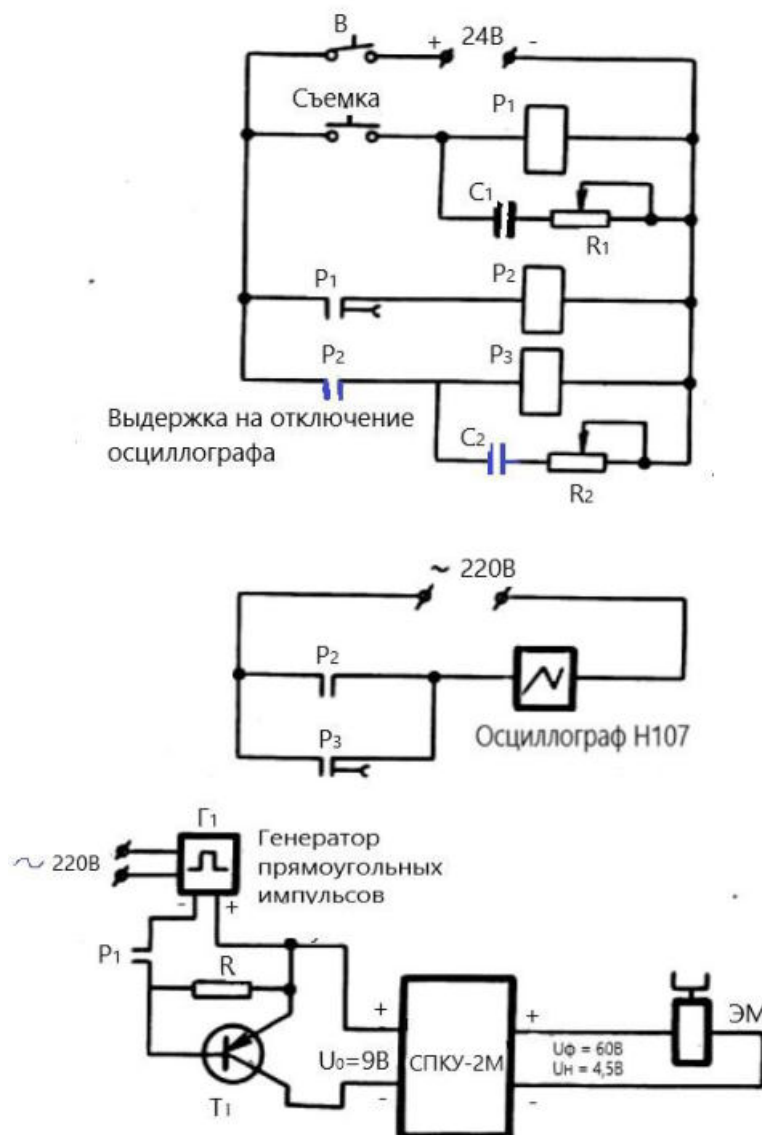 В
+ 24В -
Съемка
P₁
C₁
R₁
P₁
P₂
P₂
P₃
Выдержка на отключение
осциллографа
C₂
R₂
~ 220В
P₂
P₃
Осциллограф Н107
Г₁
Генератор
прямоугольных
импульсов
~ 220В
- +
P₁
R
+
+
ЭМ
U₀=9В
СПКУ-2М
Uф = 60В
Uн = 4,5В
-
-
T₁